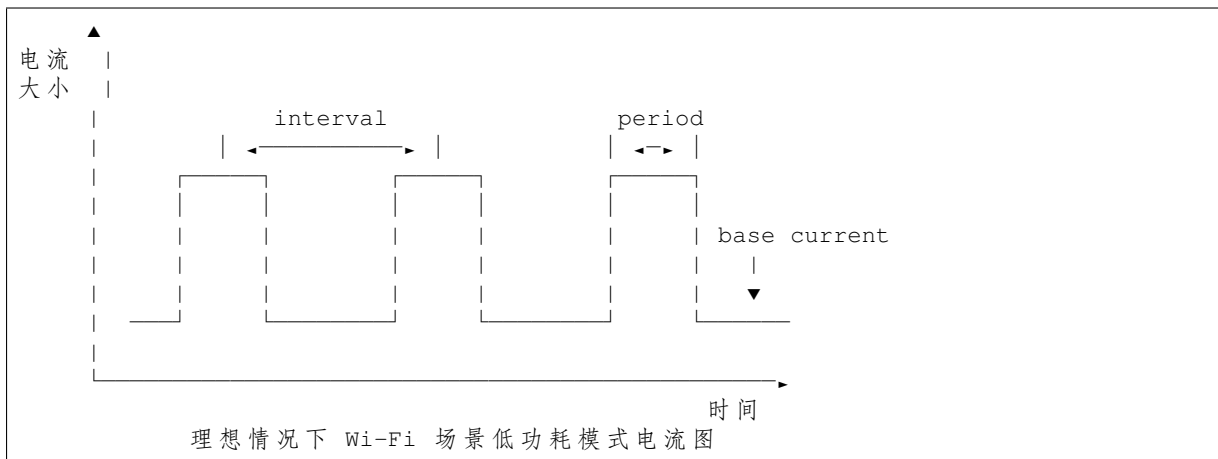 电流
大小
interval
period
base current
时间
理想情况下 Wi-Fi 场景低功耗模式电流图